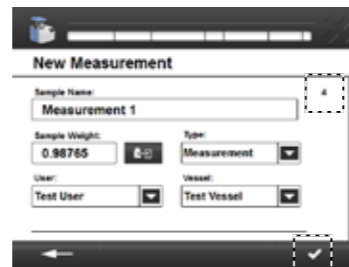 New Measurement
Sample Name:
Measurement 1
4
Sample Weight: Type:
0.98765 Measurement
User: Vessel:
Test User Test Vessel